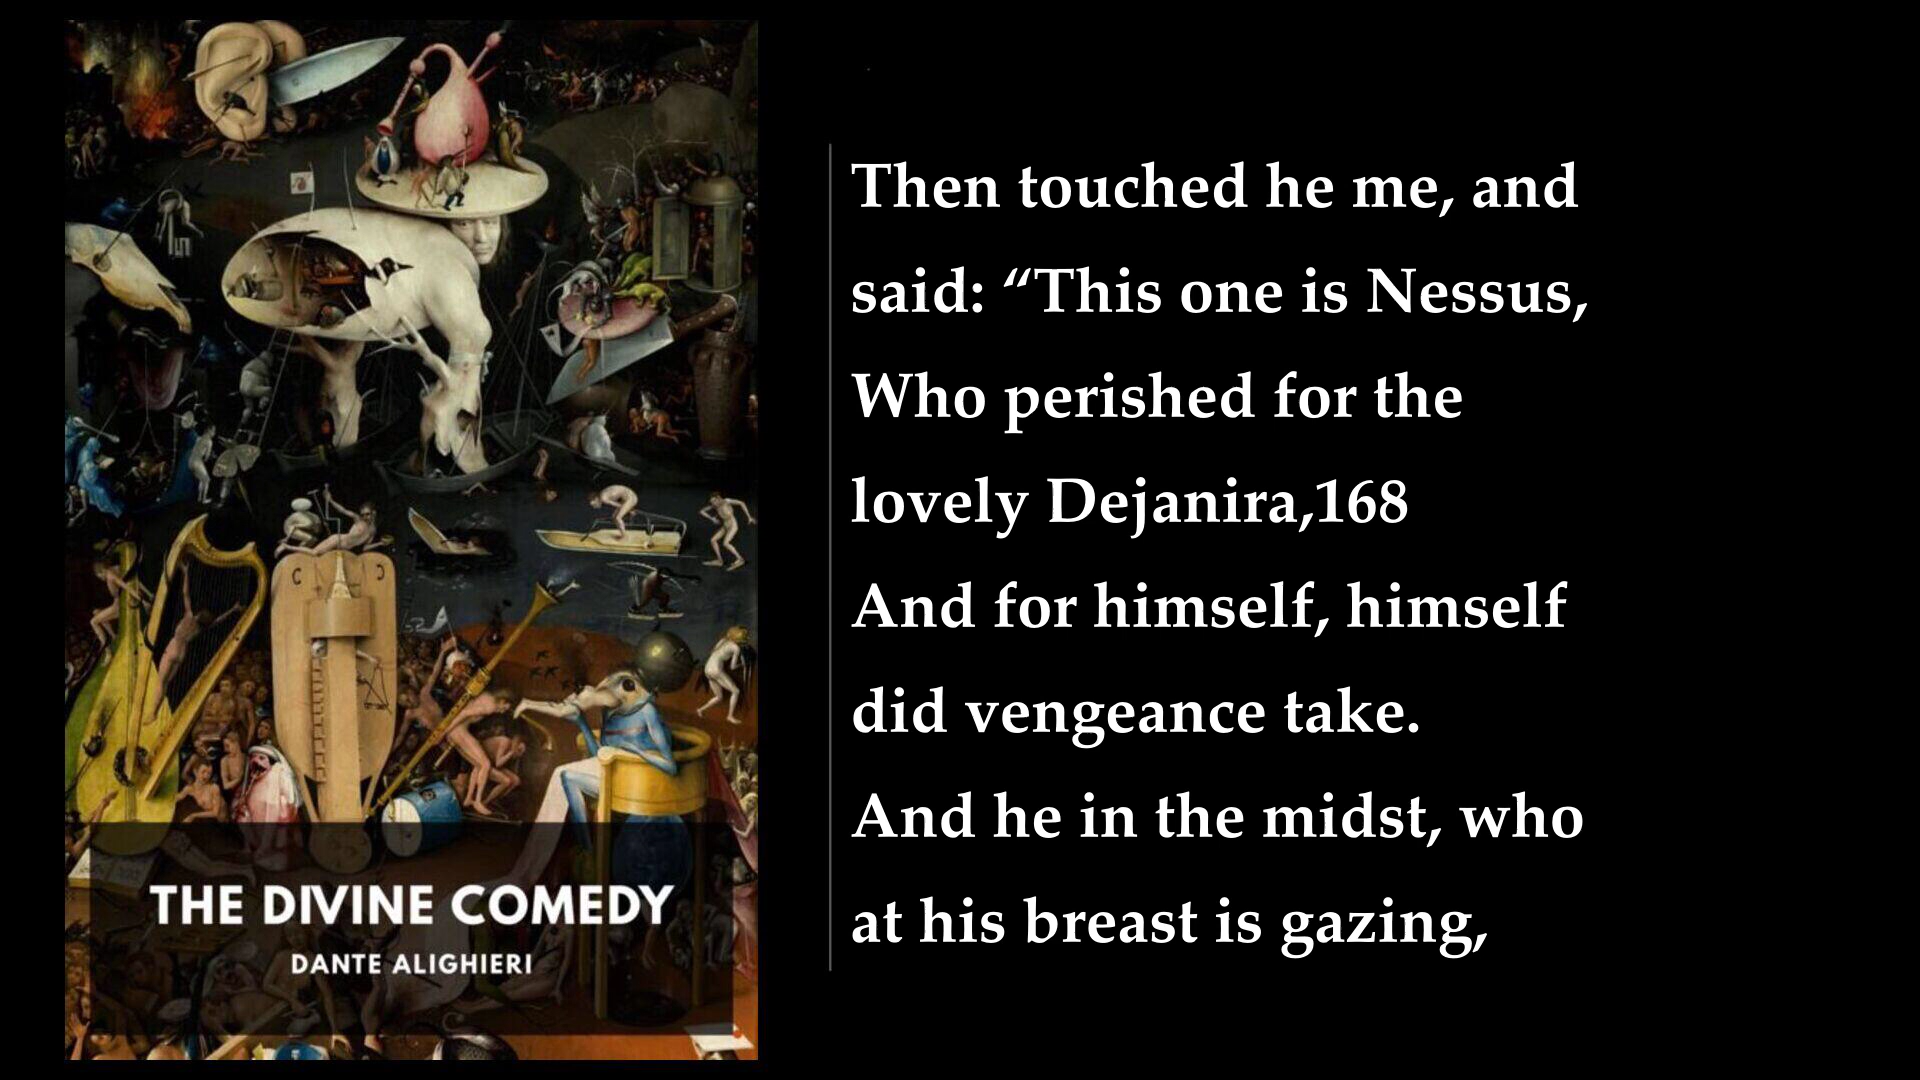 THE DIVINE COMEDY
DANTE ALIGHIERI
Then touched he me, and
said: “This one is Nessus,
Who perished for the
lovely Dejanira,168
And for himself, himself
did vengeance take.
And he in the midst, who
at his breast is gazing,